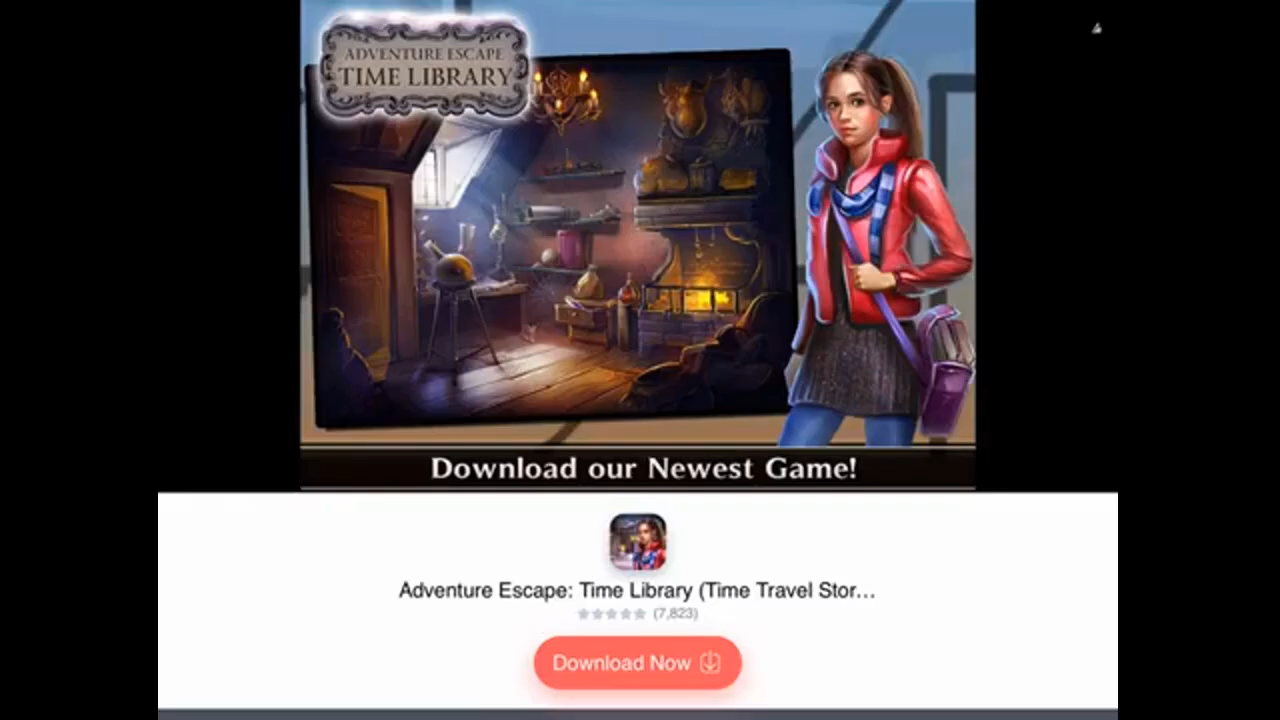 ADVENTURE ESCAPE
TIME LIBRARY
Download our Newest Game!
Adventure Escape: Time Library (Time Travel Stor…
(7,823)
Download Now